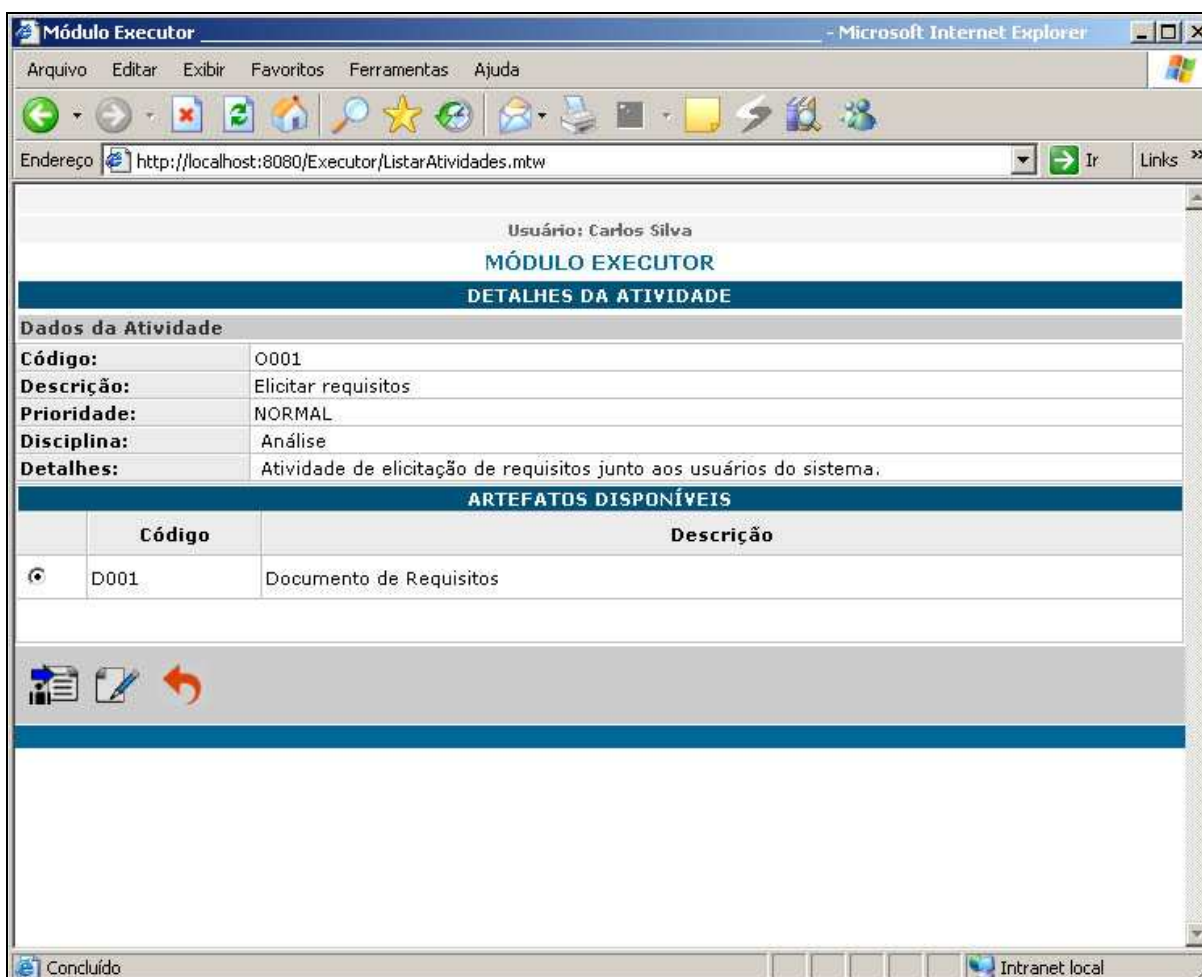 Módulo Executor - Microsoft Internet Explorer
Arquivo Editar Exibir Favoritos Ferramentas Ajuda
Endereço http://localhost:8080/Executor/ListarAtividades.mtw Ir Links »
Usuário: Carlos Silva
MÓDULO EXECUTOR
DETALHES DA ATIVIDADE
Dados da Atividade
Código: O001
Descrição: Elicitar requisitos
Prioridade: NORMAL
Disciplina: Análise
Detalhes: Atividade de elicitação de requisitos junto aos usuários do sistema.
ARTEFATOS DISPONÍVEIS
Código Descrição
D001 Documento de Requisitos
Concluído Intranet local